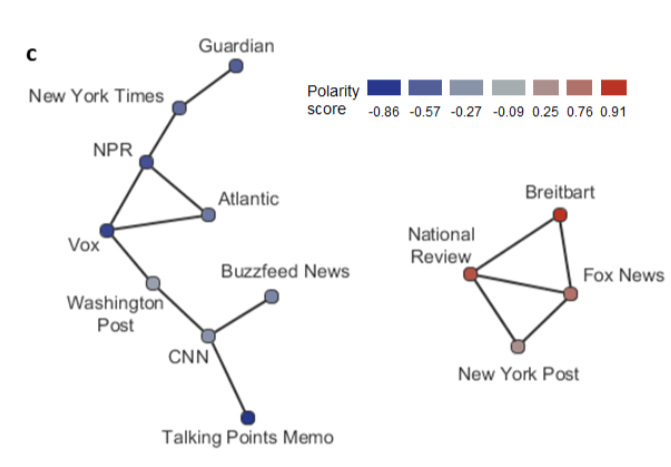 c
Guardian
New York Times
Polarity
score
-0.86 -0.57 -0.27 -0.09 0.25 0.76 0.91
NPR
Atlantic
Breitbart
Vox
National
Review
Buzzfeed News
Fox News
Washington
Post
CNN
New York Post
Talking Points Memo